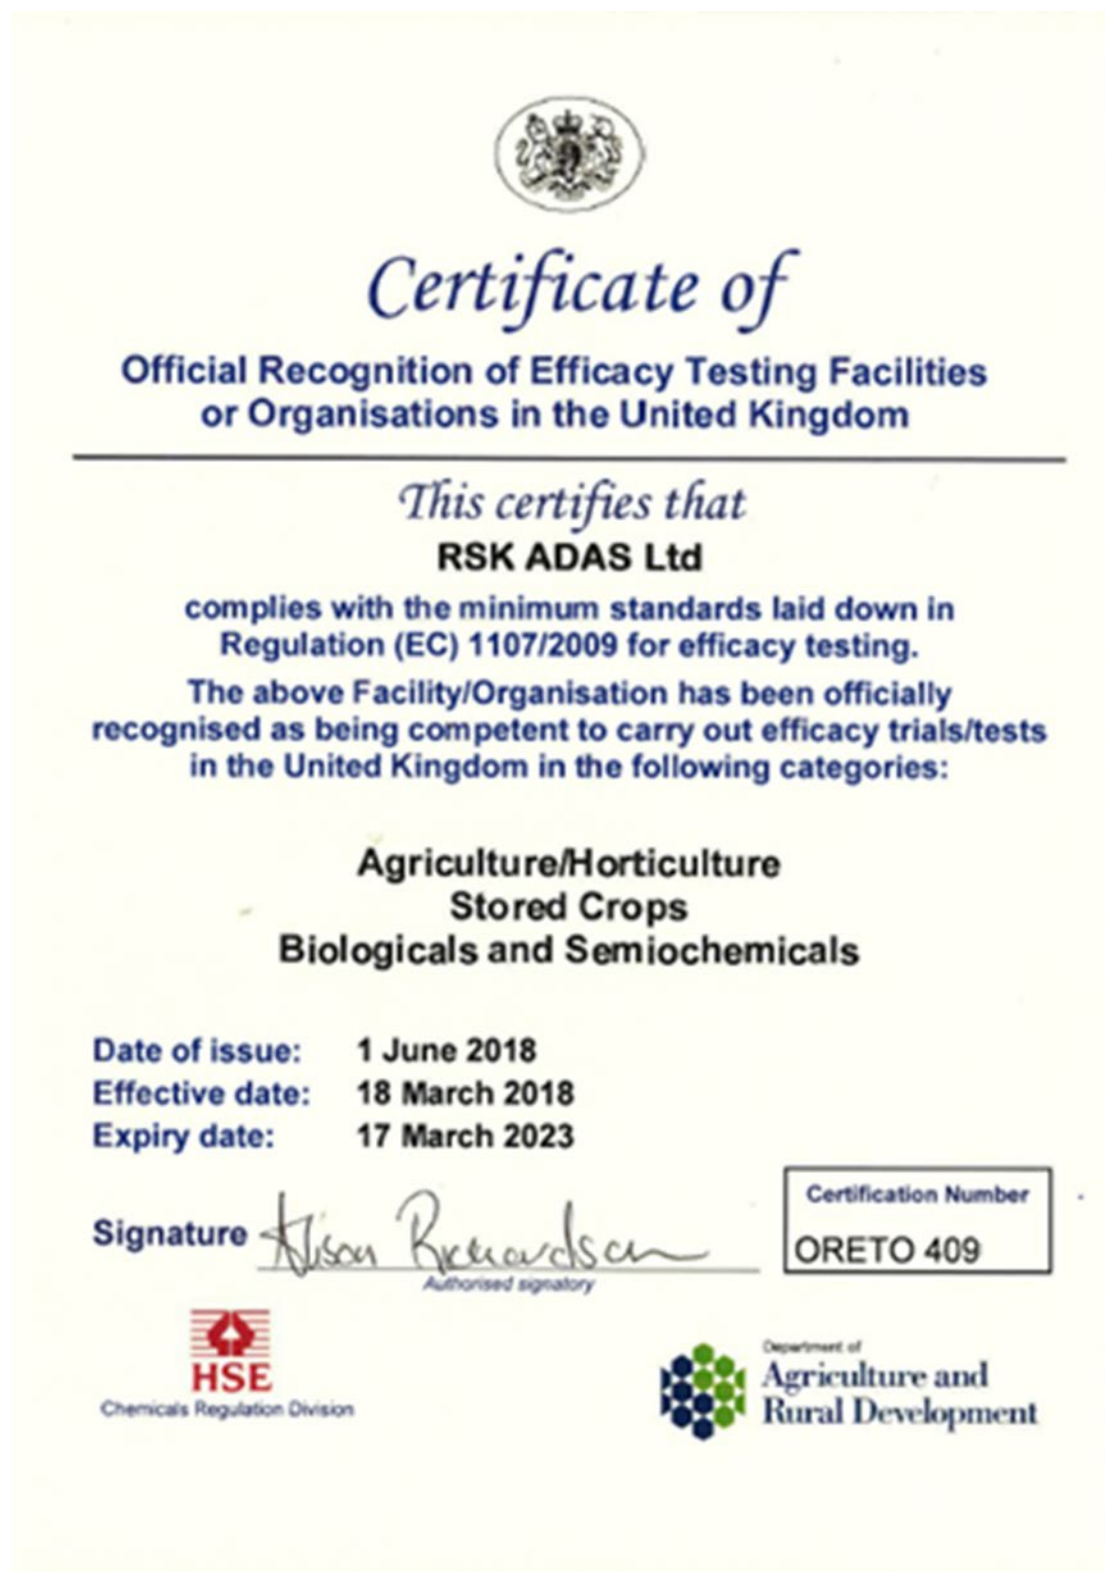 Certificate of
Official Recognition of Efficacy Testing Facilities
or Organisations in the United Kingdom
This certifies that
RSK ADAS Ltd
complies with the minimum standards laid down in
Regulation (EC) 1107/2009 for efficacy testing.
The above Facility/Organisation has been officially
recognised as being competent to carry out efficacy trials/tests
in the United Kingdom in the following categories:
Agriculture/Horticulture
Stored Crops
Biologicals and Semiochemicals
Date of issue: 1 June 2018
Effective date: 18 March 2018
Expiry date: 17 March 2023
Signature Alison Richardson
Authorised signatory
Certification Number
ORETO 409
HSE
Chemicals Regulation Division
Department of
Agriculture and
Rural Development